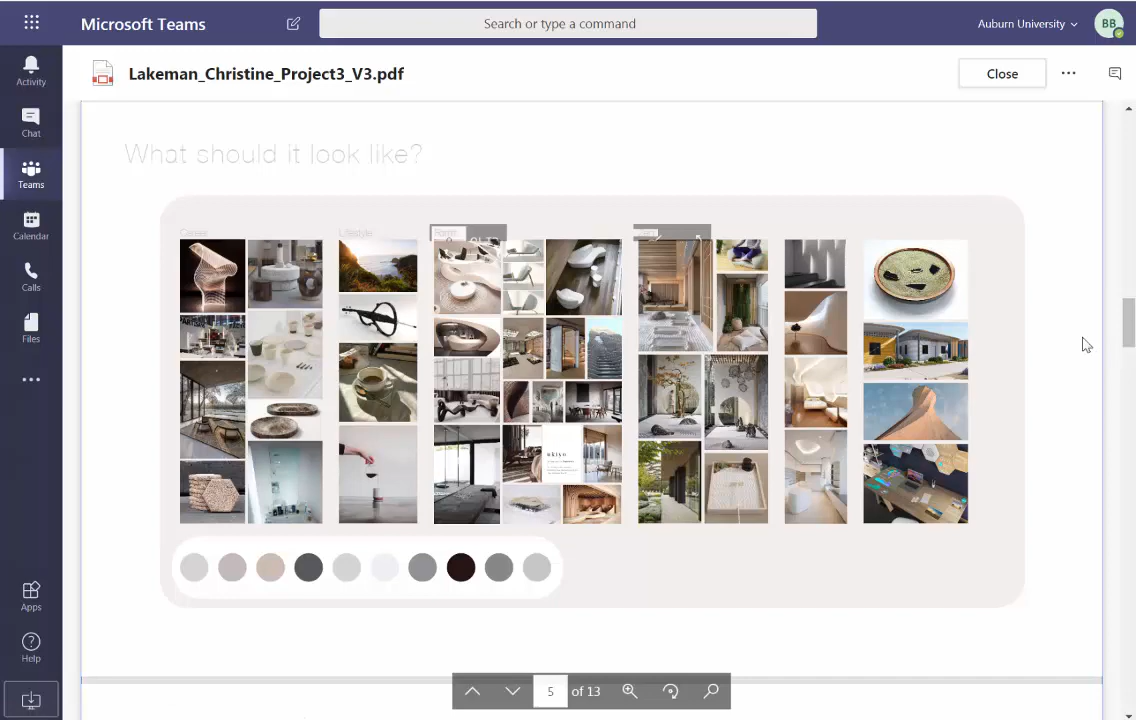 Microsoft Teams
Search or type a command
Auburn University
BB
Activity
Chat
Teams
Calendar
Calls
Files
Apps
Help
Lakeman_Christine_Project3_V3.pdf
Close
What should it look like?
Lifestyle
5 of 13